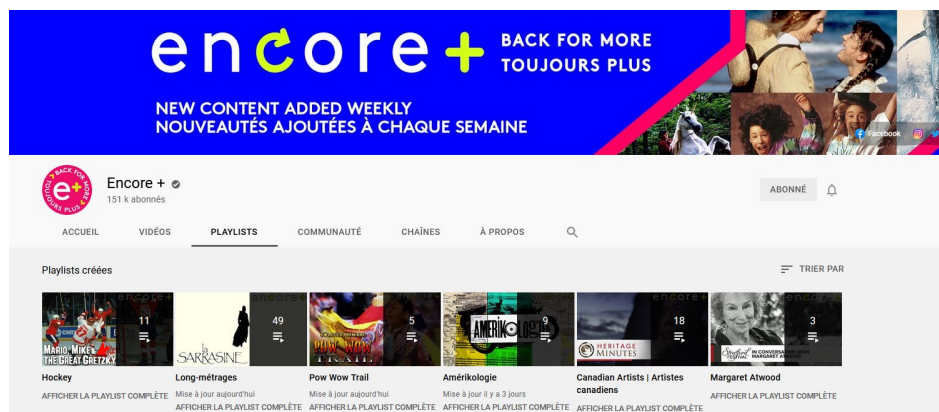 encore+ BACK FOR MORE
TOUJOURS PLUS
NEW CONTENT ADDED WEEKLY
NOUVEAUTÉS AJOUTÉES À CHAQUE SEMAINE
Facebook
BACK FOR MORE
TOUJOURS PLUS
e+
Encore +
151 k abonnés
ABONNÉ
ACCUEIL VIDÉOS PLAYLISTS COMMUNAUTÉ CHAÎNES À PROPOS
Playlists créées
TRIER PAR
encore+
11
MARIO, MIKE &
THE GREAT GRETZKY
49
la
SARRASINE
5
POW WOW
TRAIL
AMÉRIKOLOGIE
9
encore+
18
HERITAGE
MINUTES
3
Stratford
FESTIVAL
IN CONVERSATION WITH
MARGARET ATWOOD
Hockey Long-métrages Pow Wow Trail Amérikologie Canadian Artists | Artistes canadiens Margaret Atwood
AFFICHER LA PLAYLIST COMPLÈTE
Mise à jour aujourd'hui
AFFICHER LA PLAYLIST COMPLÈTE
Mise à jour aujourd'hui
AFFICHER LA PLAYLIST COMPLÈTE
Mise à jour il y a 3 jours
AFFICHER LA PLAYLIST COMPLÈTE
AFFICHER LA PLAYLIST COMPLÈTE
AFFICHER LA PLAYLIST COMPLÈTE